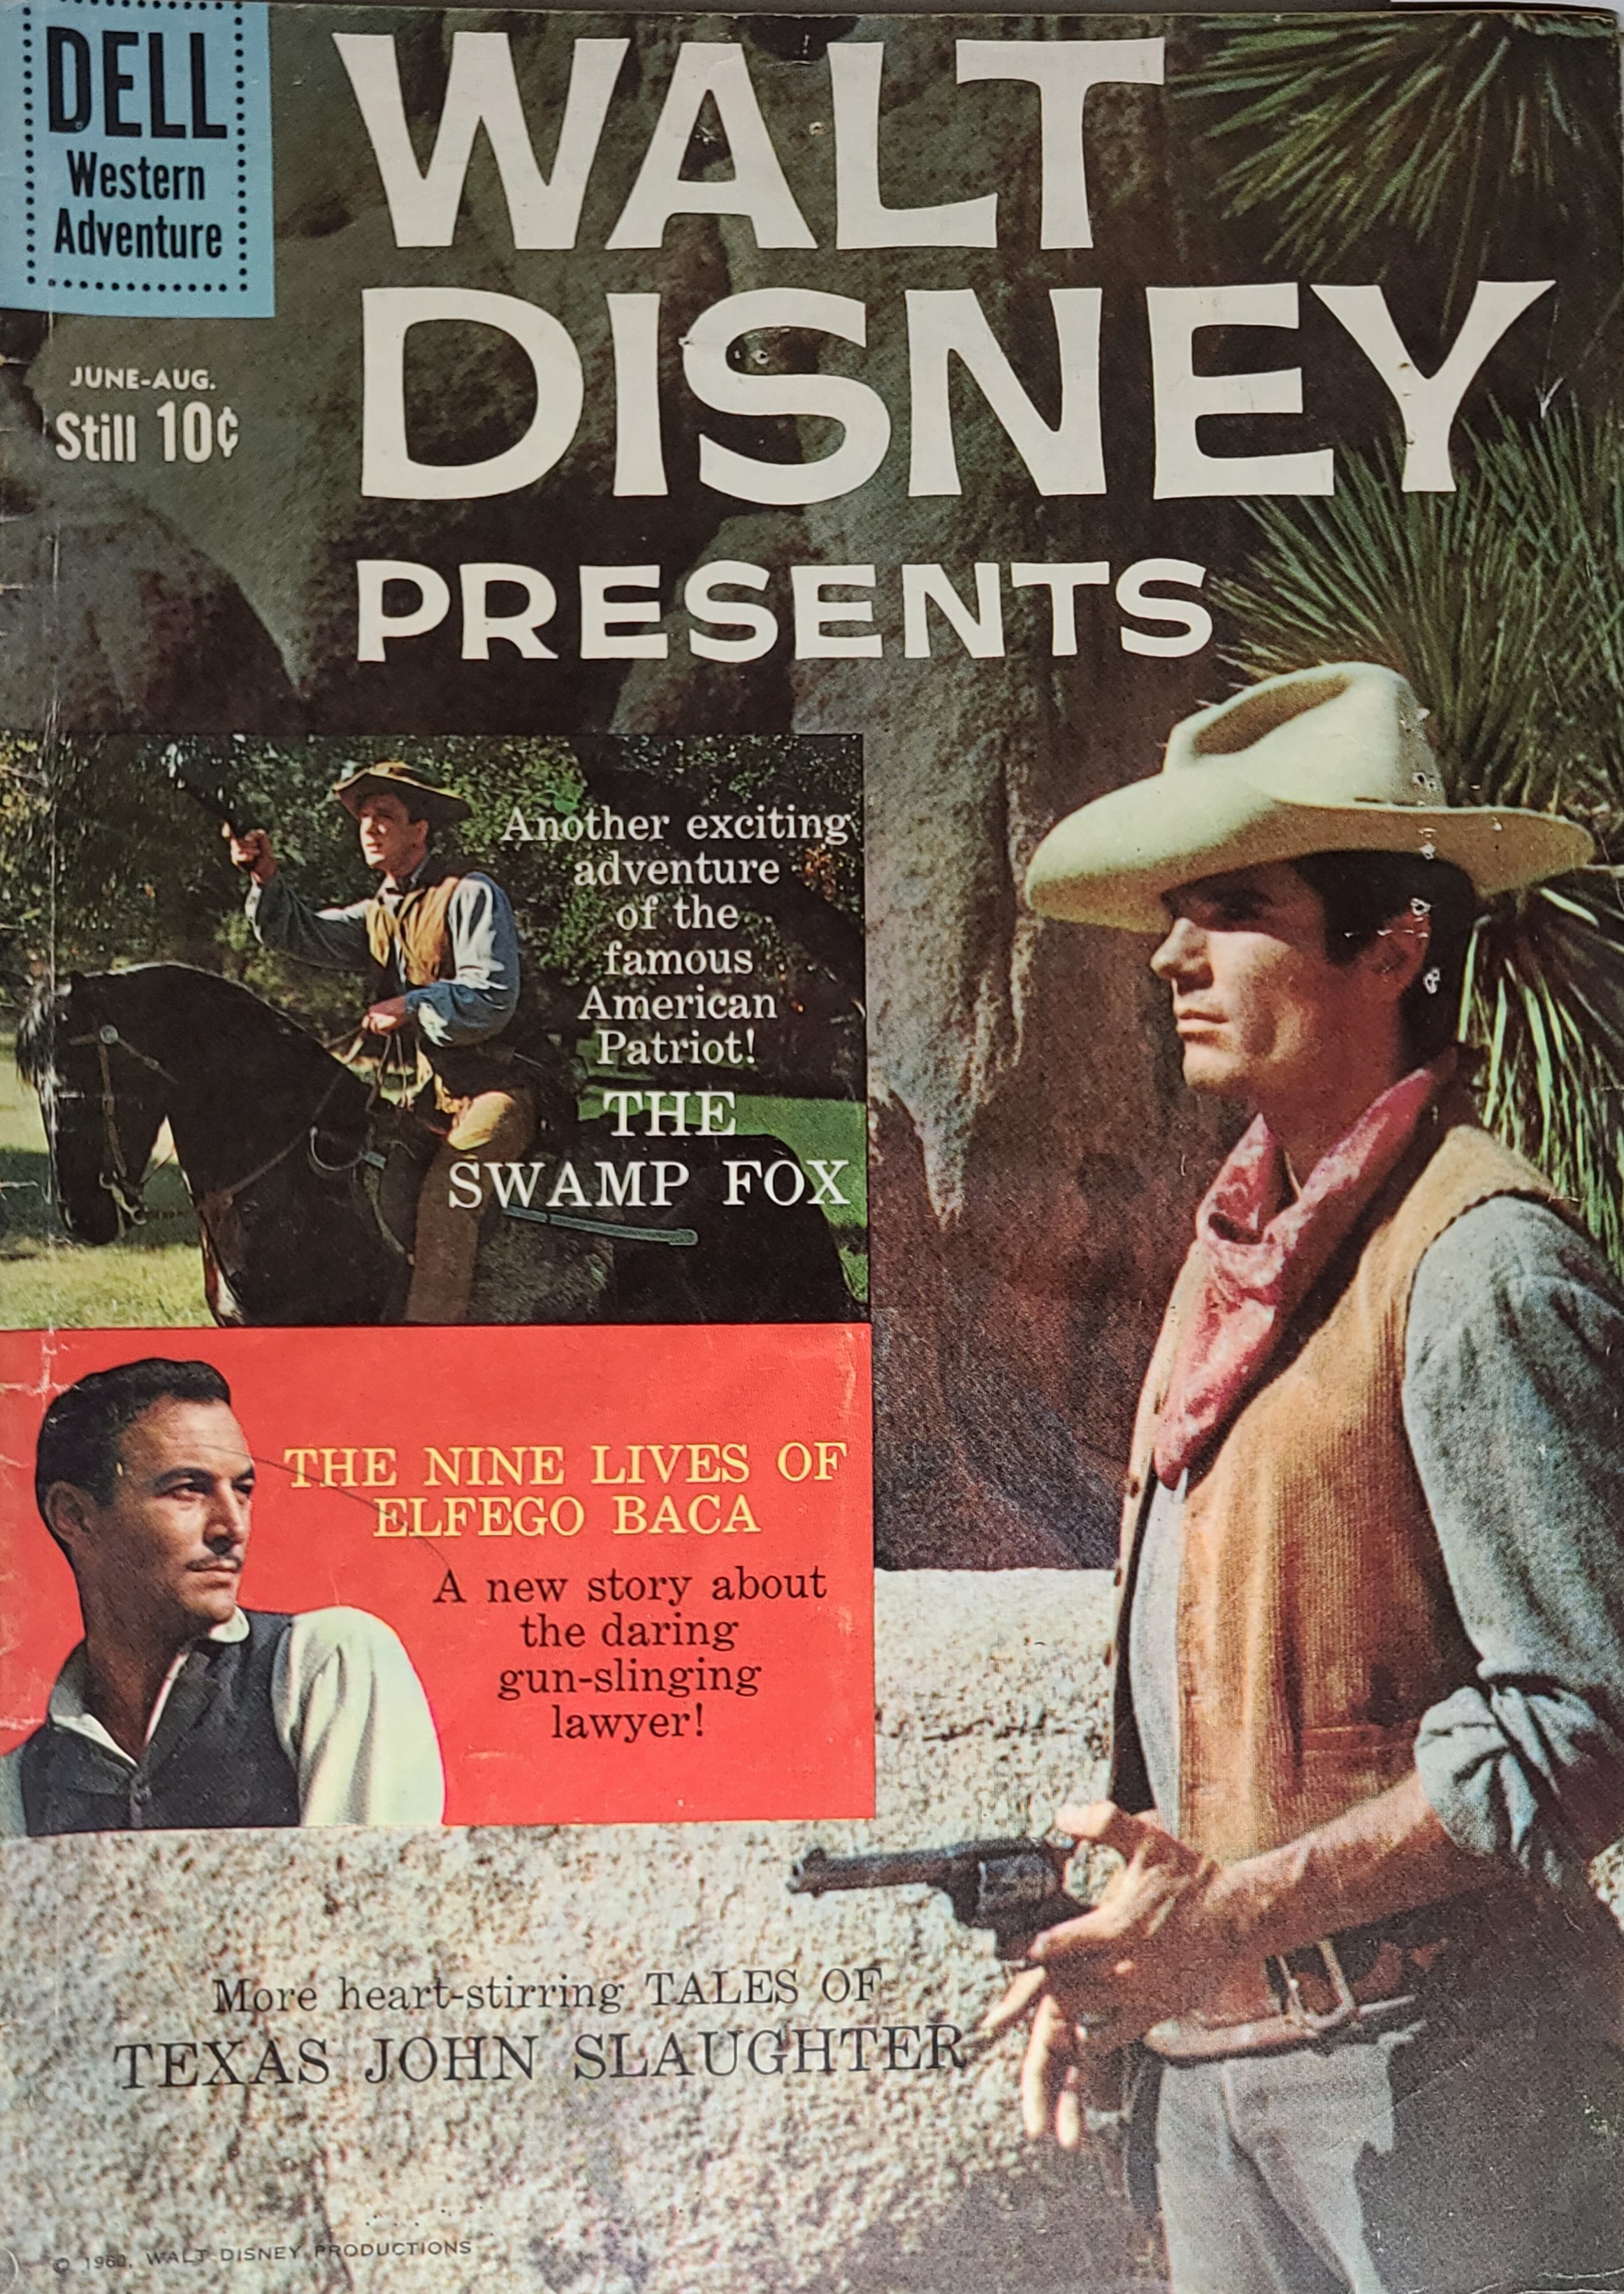 DELL
Western
Adventure
JUNE-AUG.
Still 10¢
WALT
DISNEY
PRESENTS
Another exciting
adventure
of the
famous
American
Patriot!
THE
SWAMP FOX
THE NINE LIVES OF
ELFEGO BACA
A new story about
the daring
gun-slinging
lawyer!
More heart-stirring TALES OF
TEXAS JOHN SLAUGHTER
© 1960, WALT DISNEY PRODUCTIONS